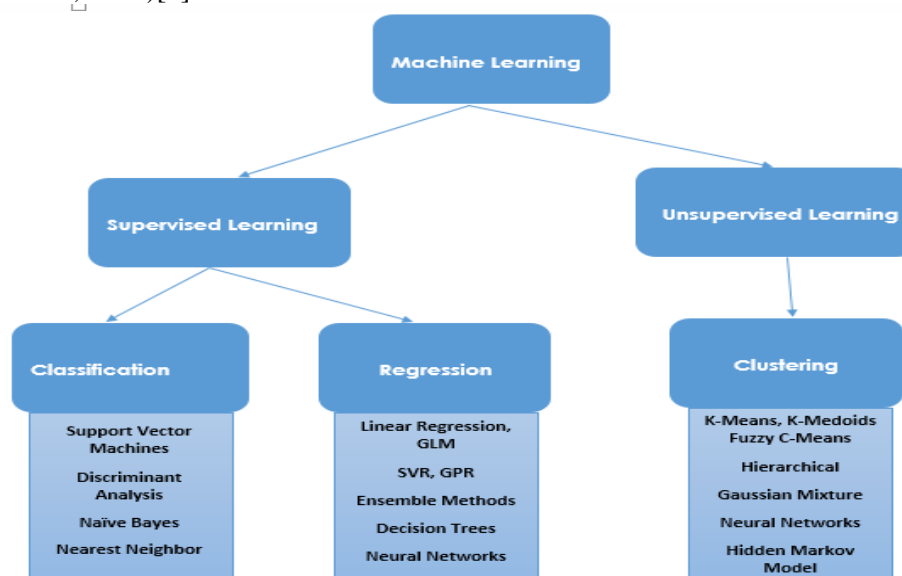 Machine Learning
Supervised Learning
Unsupervised Learning
Classification
Support Vector
Machines
Discriminant
Analysis
Naïve Bayes
Nearest Neighbor
Regression
Linear Regression,
GLM
SVR, GPR
Ensemble Methods
Decision Trees
Neural Networks
Clustering
K-Means, K-Medoids
Fuzzy C-Means
Hierarchical
Gaussian Mixture
Neural Networks
Hidden Markov
Model